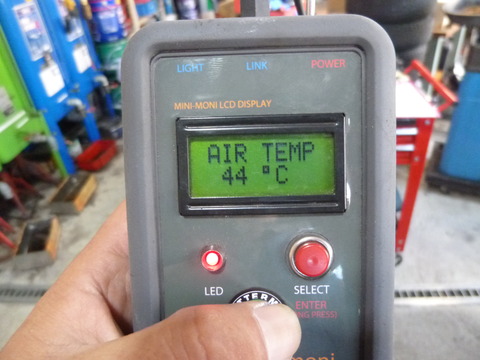 LIGHT LINK POWER
MINI-MONI LCD DISPLAY
AIR TEMP
44 °C
LED SELECT
ENTER